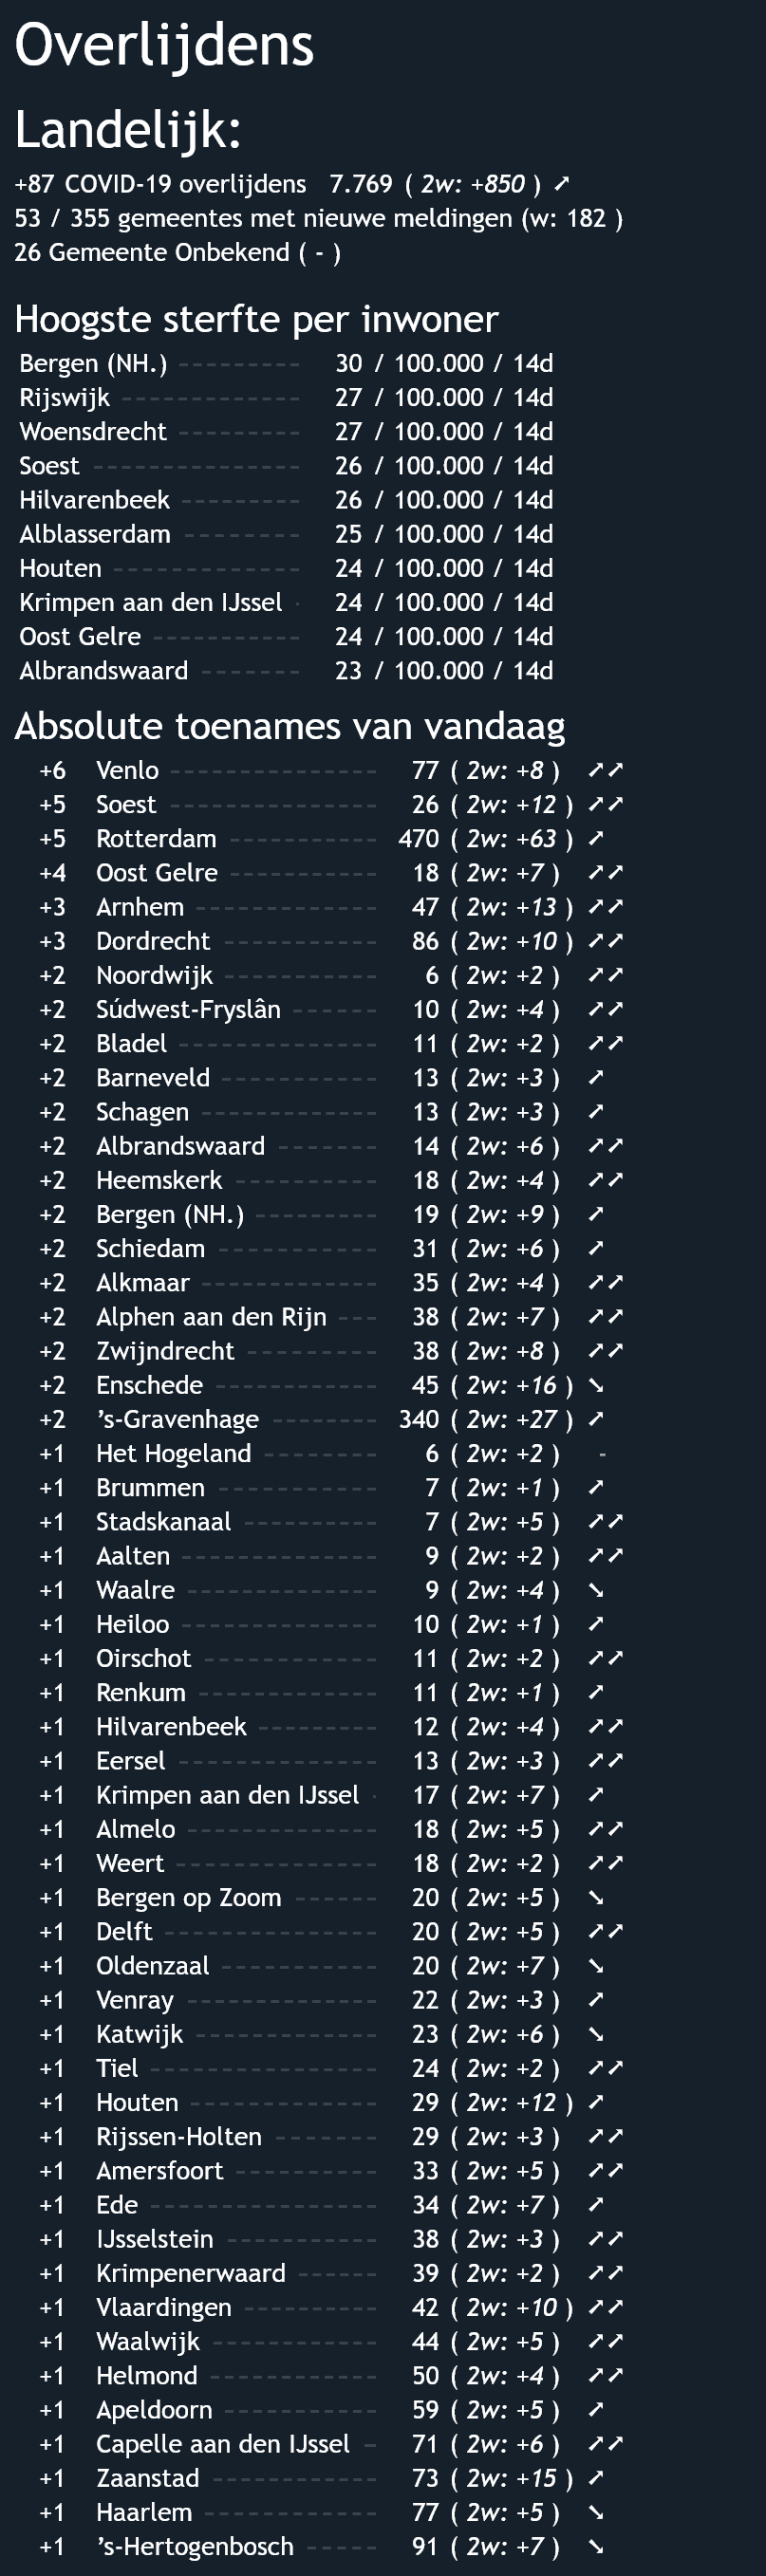 Overlijdens
Landelijk:
+87 COVID-19 overlijdens 7.769 ( 2w: +850 ) ➚
53 / 355 gemeentes met nieuwe meldingen (w: 182 )
26 Gemeente Onbekend ( - )
Hoogste sterfte per inwoner
Bergen (NH.) --------- 30 / 100.000 / 14d
Rijswijk ------------- 27 / 100.000 / 14d
Woensdrecht --------- 27 / 100.000 / 14d
Soest --------------- 26 / 100.000 / 14d
Hilvarenbeek --------- 26 / 100.000 / 14d
Alblasserdam -------- 25 / 100.000 / 14d
Houten ------------- 24 / 100.000 / 14d
Krimpen aan den IJssel - 24 / 100.000 / 14d
Oost Gelre ----------- 24 / 100.000 / 14d
Albrandswaard ------- 23 / 100.000 / 14d
Absolute toenames van vandaag
+6 Venlo --------------- 77 ( 2w: +8 ) ➚➚
+5 Soest --------------- 26 ( 2w: +12 ) ➚➚
+5 Rotterdam ----------- 470 ( 2w: +63 ) ➚
+4 Oost Gelre ----------- 18 ( 2w: +7 ) ➚➚
+3 Arnhem ------------- 47 ( 2w: +13 ) ➚➚
+3 Dordrecht ----------- 86 ( 2w: +10 ) ➚➚
+2 Noordwijk ----------- 6 ( 2w: +2 ) ➚➚
+2 Súdwest-Fryslân ------ 10 ( 2w: +4 ) ➚➚
+2 Bladel -------------- 11 ( 2w: +2 ) ➚➚
+2 Barneveld ----------- 13 ( 2w: +3 ) ➚
+2 Schagen ------------ 13 ( 2w: +3 ) ➚
+2 Albrandswaard ------- 14 ( 2w: +6 ) ➚➚
+2 Heemskerk ---------- 18 ( 2w: +4 ) ➚➚
+2 Bergen (NH.) --------- 19 ( 2w: +9 ) ➚
+2 Schiedam ----------- 31 ( 2w: +6 ) ➚
+2 Alkmaar ------------- 35 ( 2w: +4 ) ➚➚
+2 Alphen aan den Rijn --- 38 ( 2w: +7 ) ➚➚
+2 Zwijndrecht ---------- 38 ( 2w: +8 ) ➚➚
+2 Enschede ------------ 45 ( 2w: +16 ) ➘
+2 ’s-Gravenhage -------- 340 ( 2w: +27 ) ➚
+1 Het Hogeland -------- 6 ( 2w: +2 ) -
+1 Brummen ------------ 7 ( 2w: +1 ) ➚
+1 Stadskanaal ---------- 7 ( 2w: +5 ) ➚➚
+1 Aalten -------------- 9 ( 2w: +2 ) ➚➚
+1 Waalre ------------- 9 ( 2w: +4 ) ➘
+1 Heiloo -------------- 10 ( 2w: +1 ) ➚
+1 Oirschot ------------ 11 ( 2w: +2 ) ➚➚
+1 Renkum ------------- 11 ( 2w: +1 ) ➚
+1 Hilvarenbeek --------- 12 ( 2w: +4 ) ➚➚
+1 Eersel -------------- 13 ( 2w: +3 ) ➚➚
+1 Krimpen aan den IJssel - 17 ( 2w: +7 ) ➚
+1 Almelo -------------- 18 ( 2w: +5 ) ➚➚
+1 Weert --------------- 18 ( 2w: +2 ) ➚➚
+1 Bergen op Zoom ------ 20 ( 2w: +5 ) ➘
+1 Delft ---------------- 20 ( 2w: +5 ) ➚➚
+1 Oldenzaal ----------- 20 ( 2w: +7 ) ➘
+1 Venray ------------- 22 ( 2w: +3 ) ➚
+1 Katwijk ------------- 23 ( 2w: +6 ) ➘
+1 Tiel ---------------- 24 ( 2w: +2 ) ➚➚
+1 Houten ------------- 29 ( 2w: +12 ) ➚
+1 Rijssen-Holten ------- 29 ( 2w: +3 ) ➚➚
+1 Amersfoort ---------- 33 ( 2w: +5 ) ➚➚
+1 Ede ---------------- 34 ( 2w: +7 ) ➚
+1 IJsselstein ----------- 38 ( 2w: +3 ) ➚➚
+1 Krimpenerwaard ------ 39 ( 2w: +2 ) ➚➚
+1 Vlaardingen ---------- 42 ( 2w: +10 ) ➚➚
+1 Waalwijk ------------ 44 ( 2w: +5 ) ➚➚
+1 Helmond ------------ 50 ( 2w: +4 ) ➚➚
+1 Apeldoorn ----------- 59 ( 2w: +5 ) ➚
+1 Capelle aan den IJssel - 71 ( 2w: +6 ) ➚➚
+1 Zaanstad ------------ 73 ( 2w: +15 ) ➚
+1 Haarlem ------------- 77 ( 2w: +5 ) ➘
+1 ’s-Hertogenbosch ----- 91 ( 2w: +7 ) ➘